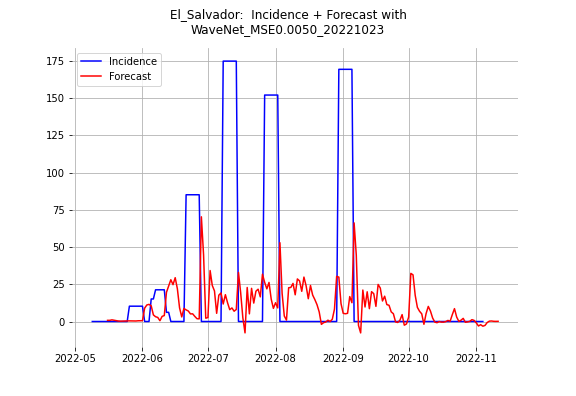 El_Salvador:  Incidence + Forecast with
WaveNet_MSE0.0050_20221023
Incidence
Forecast
175
150
125
100
75
50
25
0
2022-05 2022-06 2022-07 2022-08 2022-09 2022-10 2022-11